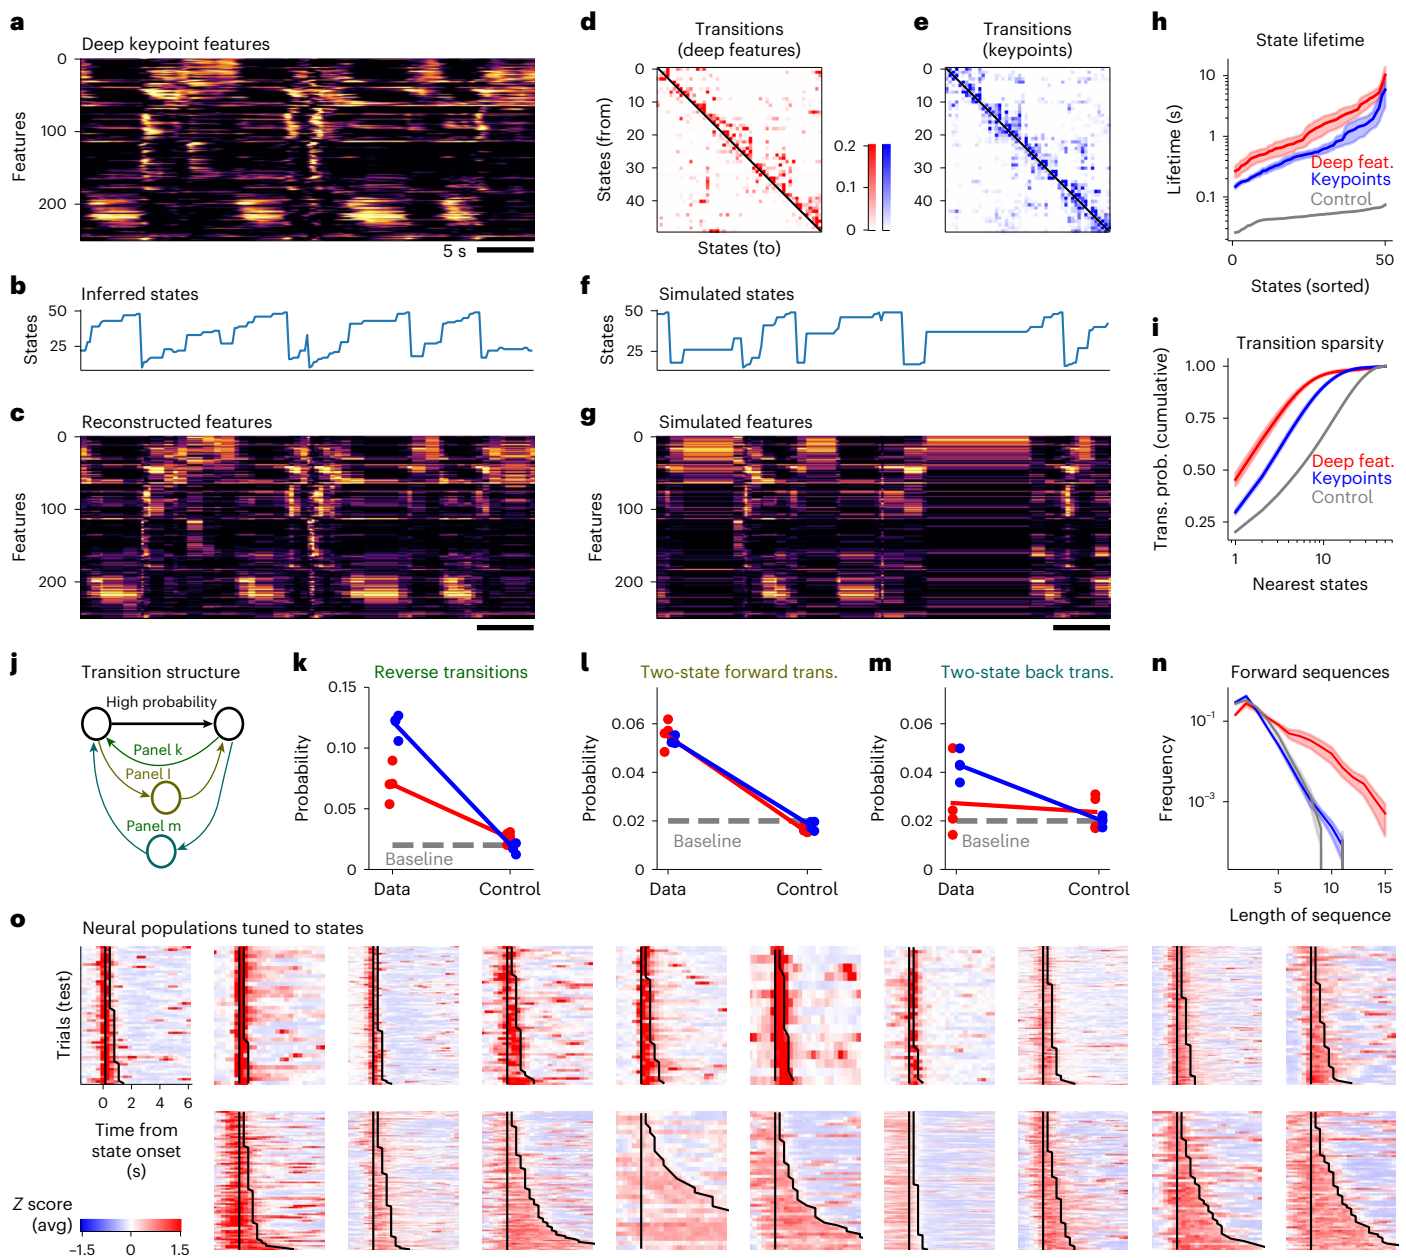 a
Deep keypoint features
0
100
200
Features
5 s
b
Inferred states
50
25
States
c
Reconstructed features
0
100
200
Features
d
Transitions
(deep features)
0
10
20
30
40
States (from)
States (to)
0.2
0.1
0
e
Transitions
(keypoints)
0
10
20
30
40
f
Simulated states
50
25
States
g
Simulated features
0
100
200
Features
h
State lifetime
10
1
0.1
Lifetime (s)
Deep feat.
Keypoints
Control
0
50
States (sorted)
i
Transition sparsity
1.00
0.75
0.50
0.25
Trans. prob. (cumulative)
Deep feat.
Keypoints
Control
1
10
Nearest states
j
Transition structure
High probability
Panel k
Panel l
Panel m
k
Reverse transitions
0.15
0.10
0.05
0
Probability
Baseline
Data
Control
l
Two-state forward trans.
0.06
0.04
0.02
0
Probability
Baseline
Data
Control
m
Two-state back trans.
0.06
0.04
0.02
0
Probability
Baseline
Data
Control
n
Forward sequences
10⁻¹
10⁻³
Frequency
5
10
15
Length of sequence
o
Neural populations tuned to states
Trials (test)
0
2
4
6
Time from
state onset
(s)
Z score
(avg)
–1.5
0
1.5